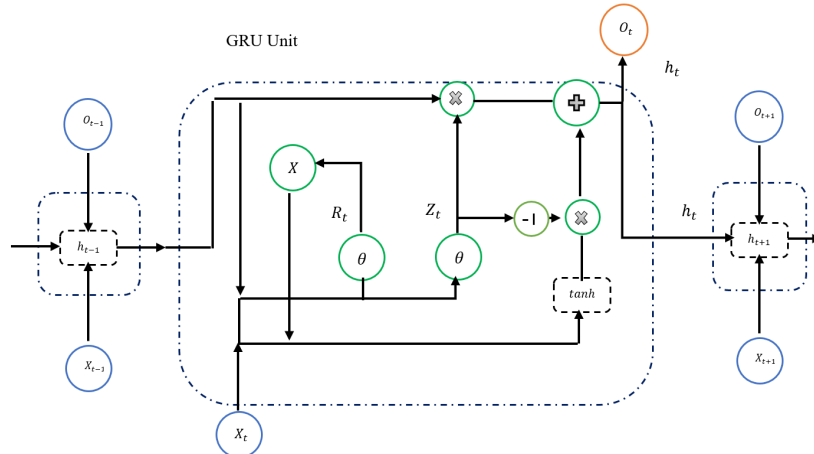 GRU Unit
O_t
h_t
O_{t-1}
O_{t+1}
X
R_t
Z_t
-1
h_t
h_{t-1}
h_{t+1}
θ
θ
tanh
X_{t-1}
X_{t+1}
X_t